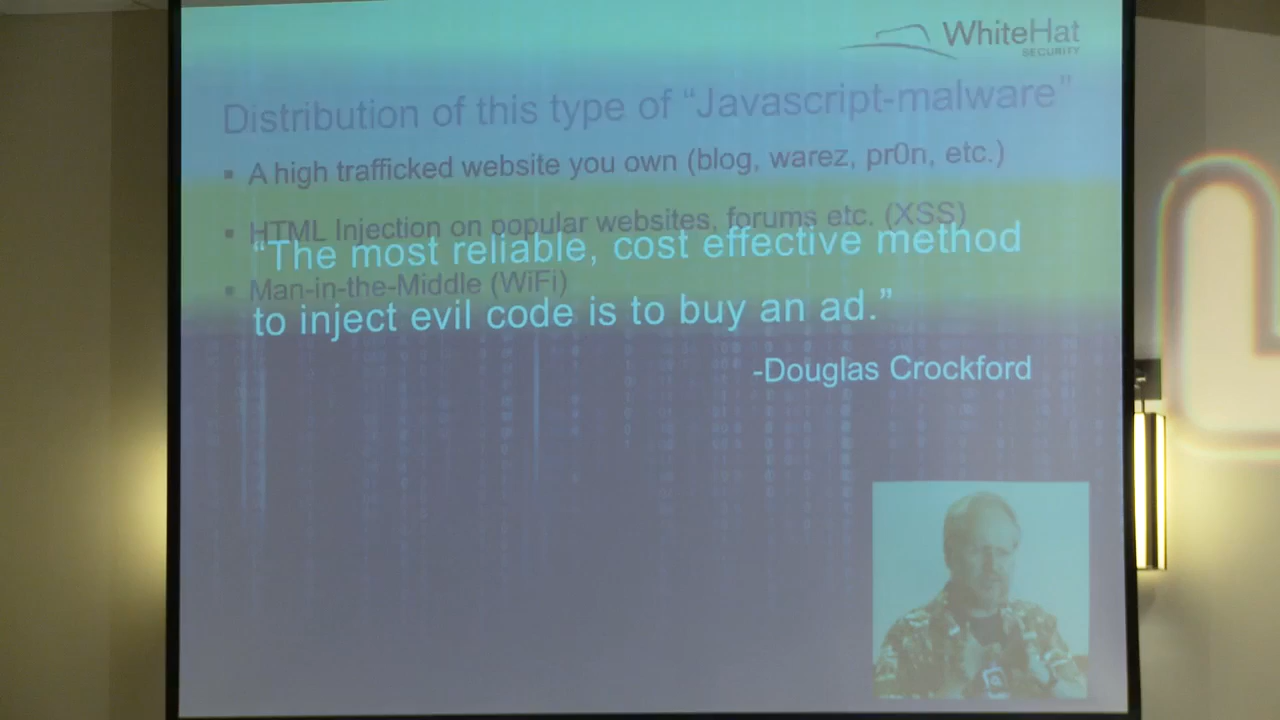 WhiteHat
SECURITY
Distribution of this type of “Javascript-malware”
▪ A high trafficked website you own (blog, warez, pr0n, etc.)
▪ HTML Injection on popular websites, forums etc. (XSS)
“The most reliable, cost effective method
▪ Man-in-the-Middle (WiFi)
to inject evil code is to buy an ad.”
-Douglas Crockford